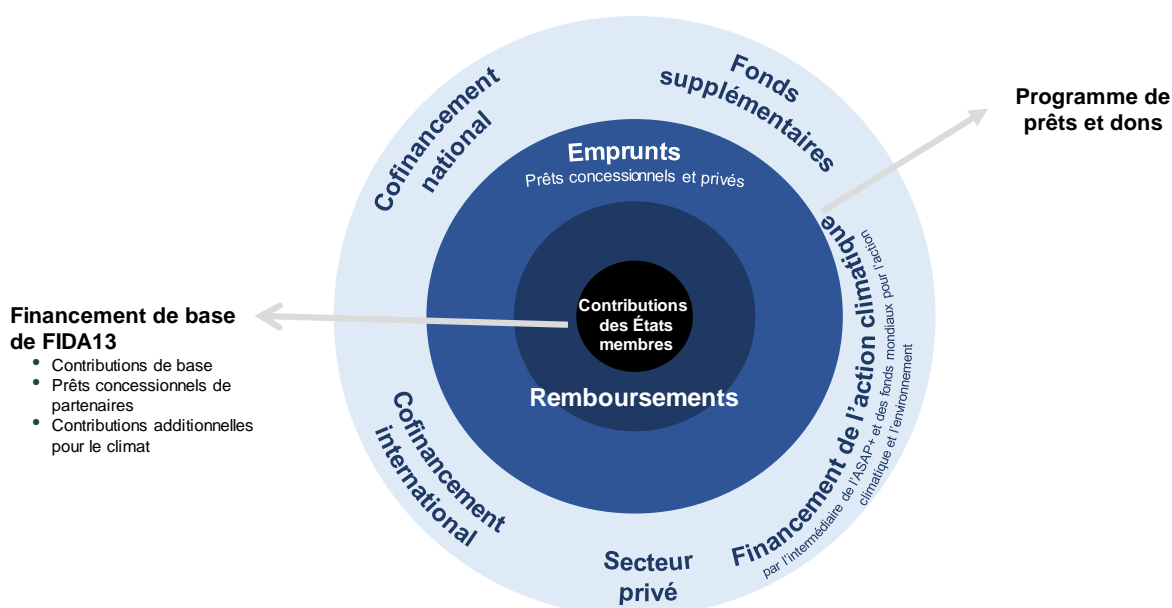 Cofinancement
national
Fonds
supplémentaires
Programme de
prêts et dons
Emprunts
Prêts concessionnels et privés
Contributions
des États
membres
Remboursements
Financement de base
de FIDA13
• Contributions de base
• Prêts concessionnels de
partenaires
• Contributions additionnelles
pour le climat
Financement de l'action climatique
par l'intermédiaire de l'ASAP+ et des fonds mondiaux pour l'action
climatique et l'environnement
Cofinancement
international
Secteur
privé